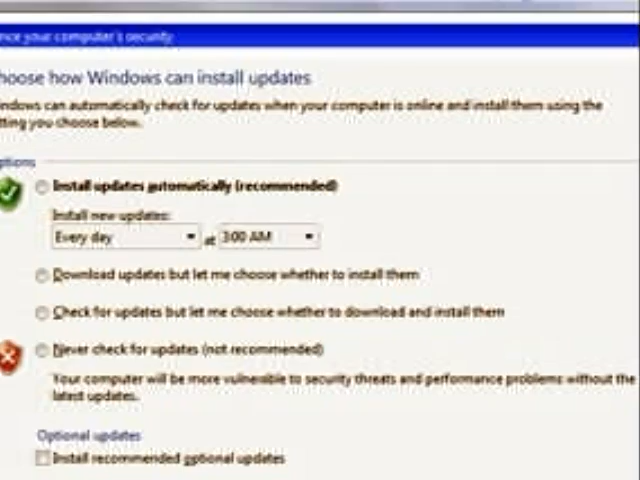 nce your computer's security
hoose how Windows can install updates
indows can automatically check for updates when your computer is online and install them using the
tting you choose below.
ptions
Install updates automatically (recommended)
Install new updates:
Every day at 3:00 AM
Download updates but let me choose whether to install them
Check for updates but let me choose whether to download and install them
Never check for updates (not recommended)
Your computer will be more vulnerable to security threats and performance problems without the
latest updates.
Optional updates
Install recommended optional updates